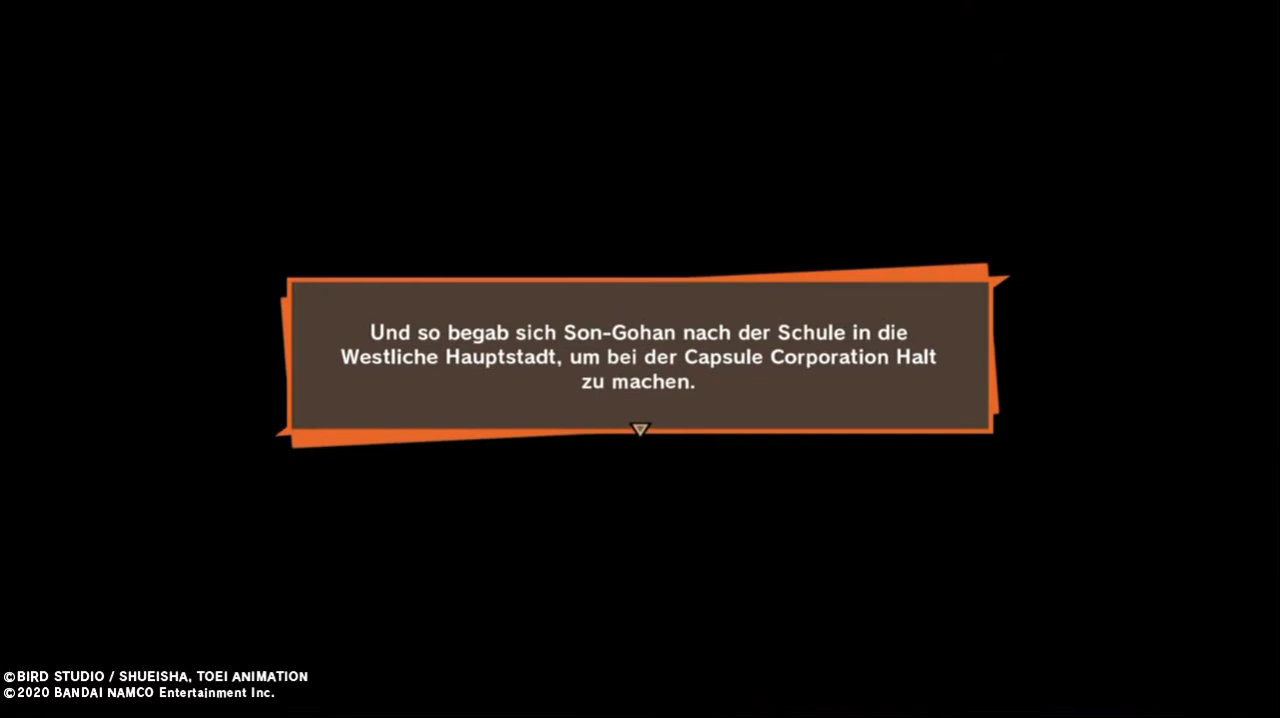 Und so begab sich Son-Gohan nach der Schule in die
Westliche Hauptstadt, um bei der Capsule Corporation Halt
zu machen.
©BIRD STUDIO / SHUEISHA, TOEI ANIMATION
©2020 BANDAI NAMCO Entertainment Inc.